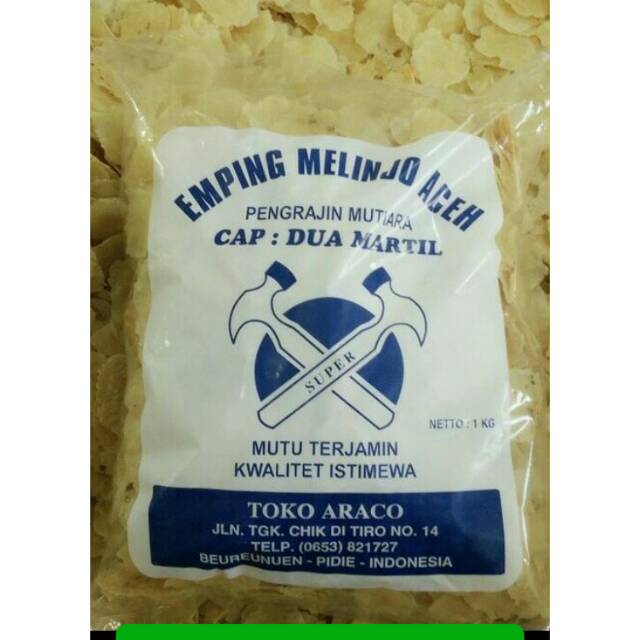 EMPING MELINJO ACEH
PENGRAJIN MUTIARA
CAP : DUA MARTIL
SUPER
NETTO : 1 KG
MUTU TERJAMIN
KWALITET ISTIMEWA
TOKO ARACO
JLN. TGK. CHIK DI TIRO NO. 14
TELP. (0653) 821727
BEUREUNUEN - PIDIE - INDONESIA